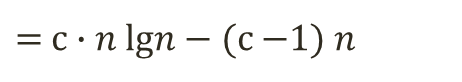 = c · n lgn − (c −1) n